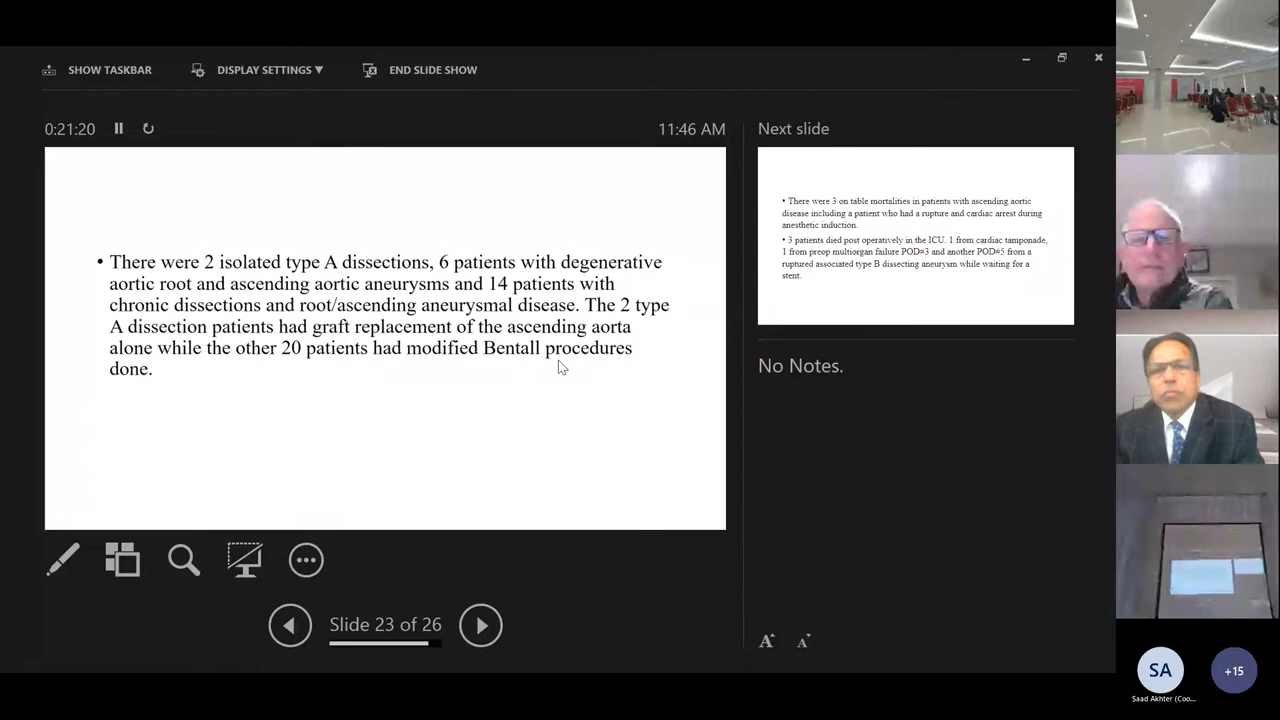 SHOW TASKBAR
DISPLAY SETTINGS ▼
END SLIDE SHOW
0:21:20
11:46 AM
• There were 2 isolated type A dissections, 6 patients with degenerative
aortic root and ascending aortic aneurysms and 14 patients with
chronic dissections and root/ascending aneurysmal disease. The 2 type
A dissection patients had graft replacement of the ascending aorta
alone while the other 20 patients had modified Bentall procedures
done.
Next slide
• There were 3 on table mortalities in patients with ascending aortic
disease including a patient who had a rupture and cardiac arrest during
anesthetic induction.
• 3 patients died post operatively in the ICU. 1 from cardiac tamponade,
1 from preop multiorgan failure POD#3 and another POD#5 from a
ruptured associated type B dissecting aneurysm while waiting for a
stent.
No Notes.
Slide 23 of 26
A A
SA
Saad Akhter (Coo...
+15